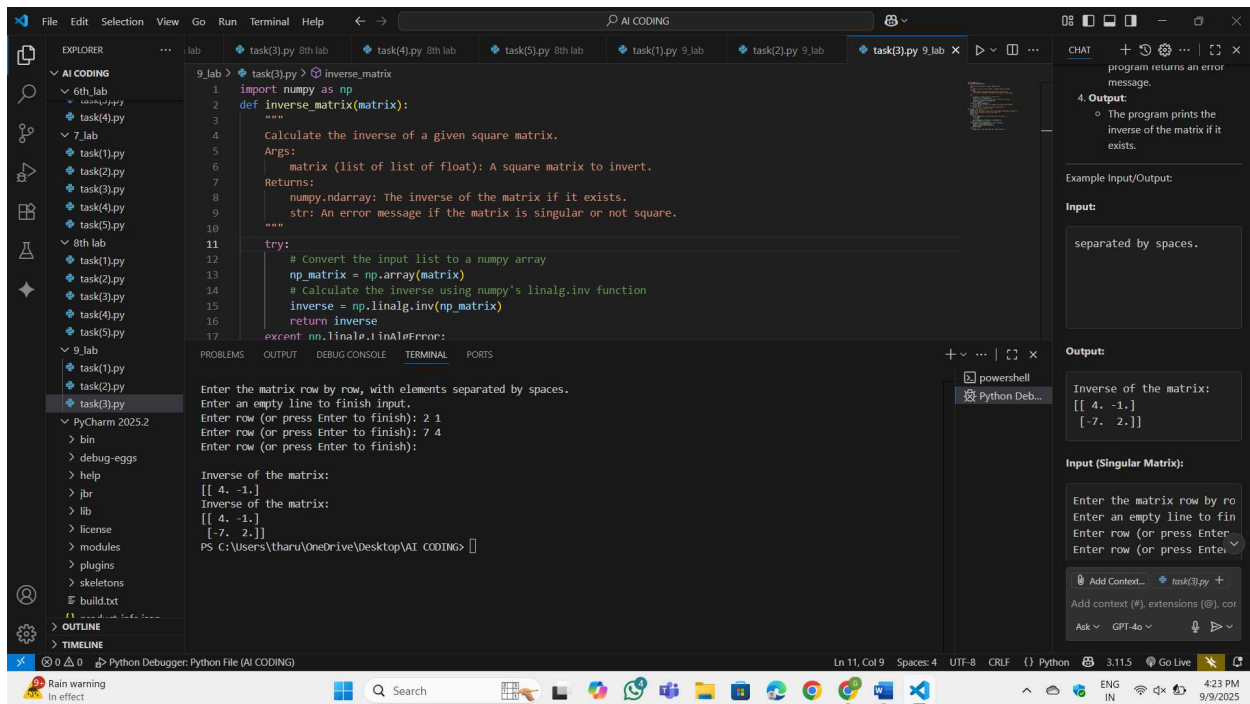 File Edit Selection View Go Run Terminal Help
AI CODING
EXPLORER
AI CODING
6th_lab
task(3).py
task(4).py
7_lab
task(1).py
task(2).py
task(3).py
task(4).py
task(5).py
8th lab
task(1).py
task(2).py
task(3).py
task(4).py
task(5).py
9_lab
task(1).py
task(2).py
task(3).py
PyCharm 2025.2
bin
debug-eggs
help
jbr
lib
license
modules
plugins
skeletons
build.txt
product-info.json
OUTLINE
TIMELINE
lab task(3).py 8th lab task(4).py 8th lab task(5).py 8th lab task(1).py 9_lab task(2).py 9_lab task(3).py 9_lab
9_lab > task(3).py > inverse_matrix
1 import numpy as np
2 def inverse_matrix(matrix):
3 """
4 Calculate the inverse of a given square matrix.
5 Args:
6 matrix (list of list of float): A square matrix to invert.
7 Returns:
8 numpy.ndarray: The inverse of the matrix if it exists.
9 str: An error message if the matrix is singular or not square.
10 """
11 try:
12 # Convert the input list to a numpy array
13 np_matrix = np.array(matrix)
14 # Calculate the inverse using numpy's linalg.inv function
15 inverse = np.linalg.inv(np_matrix)
16 return inverse
17 except np.linalg.LinAlgError:
PROBLEMS OUTPUT DEBUG CONSOLE TERMINAL PORTS
Enter the matrix row by row, with elements separated by spaces.
Enter an empty line to finish input.
Enter row (or press Enter to finish): 2 1
Enter row (or press Enter to finish): 7 4
Enter row (or press Enter to finish):
Inverse of the matrix:
[[ 4. -1.]
Inverse of the matrix:
[[ 4. -1.]
[-7. 2.]]
PS C:\Users\tharu\OneDrive\Desktop\AI CODING>
powershell
Python Deb...
CHAT
program returns an error
message.
4. Output:
The program prints the
inverse of the matrix if it
exists.
Example Input/Output:
Input:
separated by spaces.
Output:
Inverse of the matrix:
[[ 4. -1.]
[-7. 2.]]
Input (Singular Matrix):
Enter the matrix row by ro
Enter an empty line to fin
Enter row (or press Enter
Enter row (or press Enter
Add Context... task(3).py +
Add context (#), extensions (@), cor
Ask GPT-4o
0 0 Python Debugger: Python File (AI CODING)
Ln 11, Col 9 Spaces: 4 UTF-8 CRLF {} Python 3.11.5 Go Live
9+ Rain warning
In effect
Search
4
ENG
IN
4:23 PM
9/9/2025